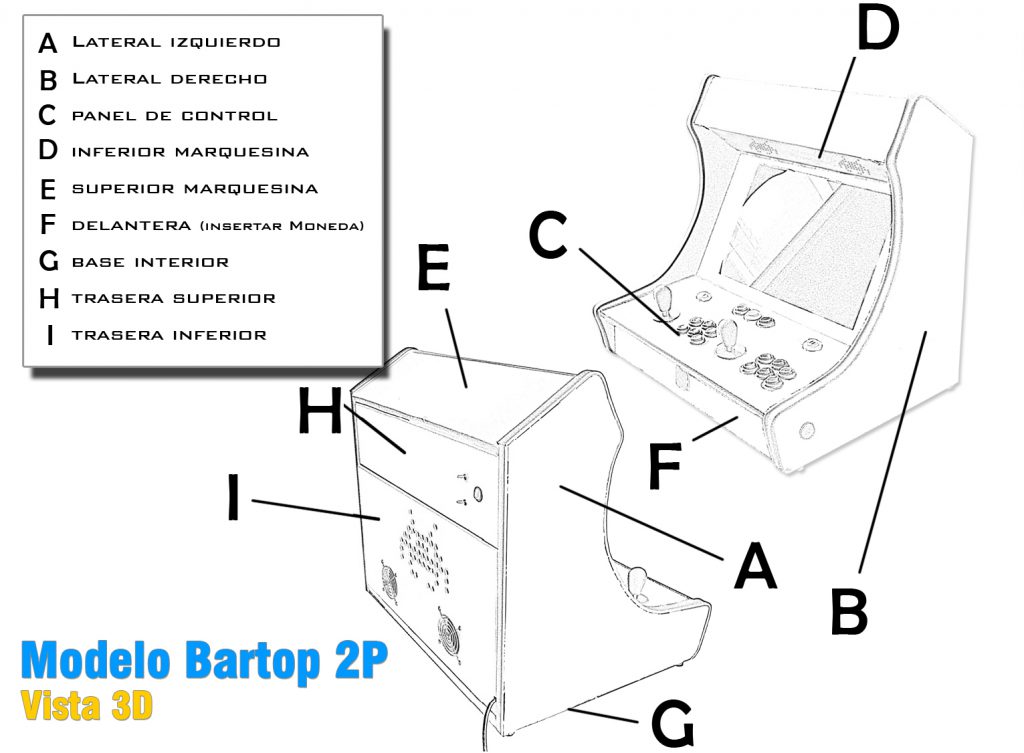 A LATERAL IZQUIERDO
B LATERAL DERECHO
C PANEL DE CONTROL
D INFERIOR MARQUESINA
E SUPERIOR MARQUESINA
F DELANTERA (INSERTAR MONEDA)
G BASE INTERIOR
H TRASERA SUPERIOR
I TRASERA INFERIOR
D
C
E
H
F
I
A
B
G
Modelo Bartop 2P
Vista 3D